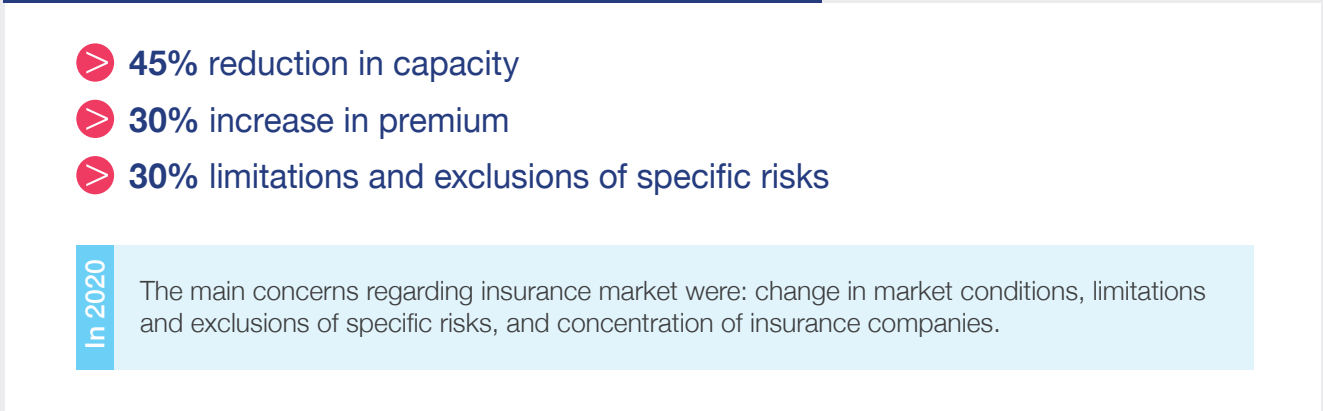 45% reduction in capacity
30% increase in premium
30% limitations and exclusions of specific risks
In 2020
The main concerns regarding insurance market were: change in market conditions, limitations
and exclusions of specific risks, and concentration of insurance companies.